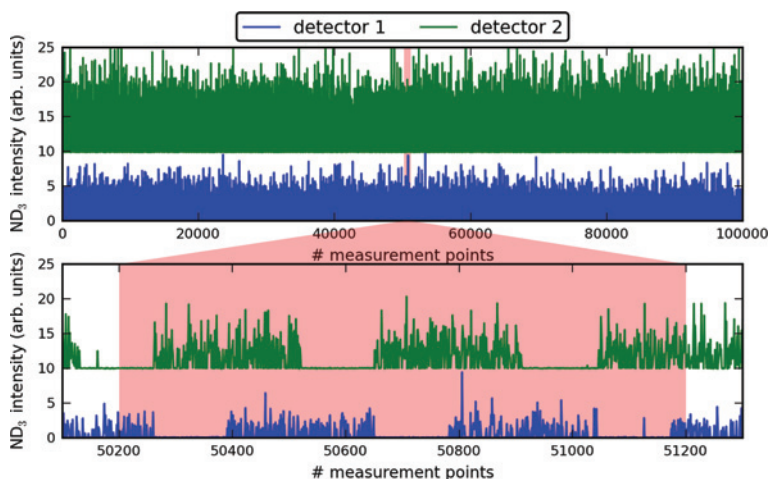 detector 1 detector 2
ND3 intensity (arb. units)
25
20
15
10
5
0
0 20000 40000 60000 80000 100000
# measurement points
ND3 intensity (arb. units)
25
20
15
10
5
0
50200 50400 50600 50800 51000 51200
# measurement points